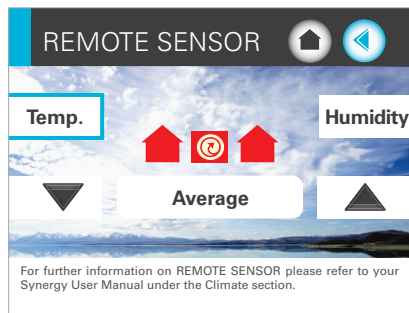 REMOTE SENSOR
Temp.
Humidity
Average
For further information on REMOTE SENSOR please refer to your
Synergy User Manual under the Climate section.